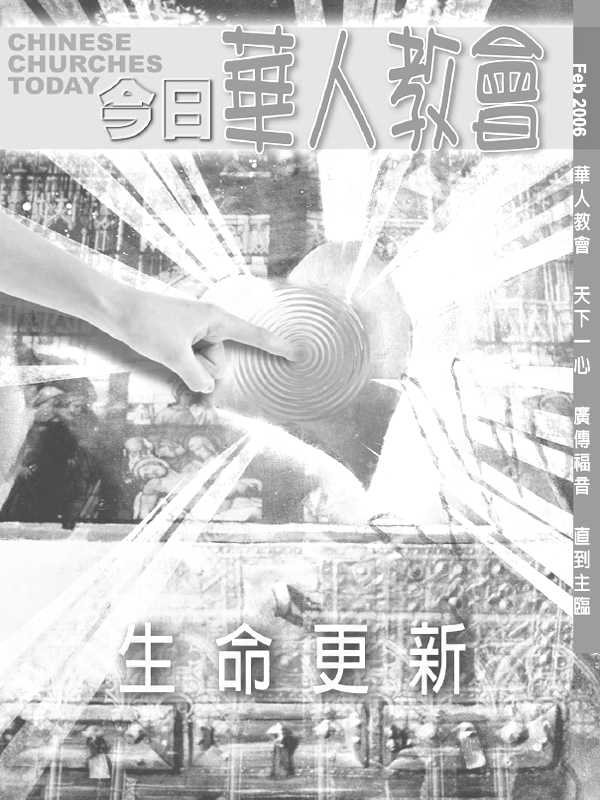 CHINESE
CHURCHES
TODAY
今日華人教會
Feb 2006
華人教會 天下一心 廣傳福音 直到主臨
生命更新